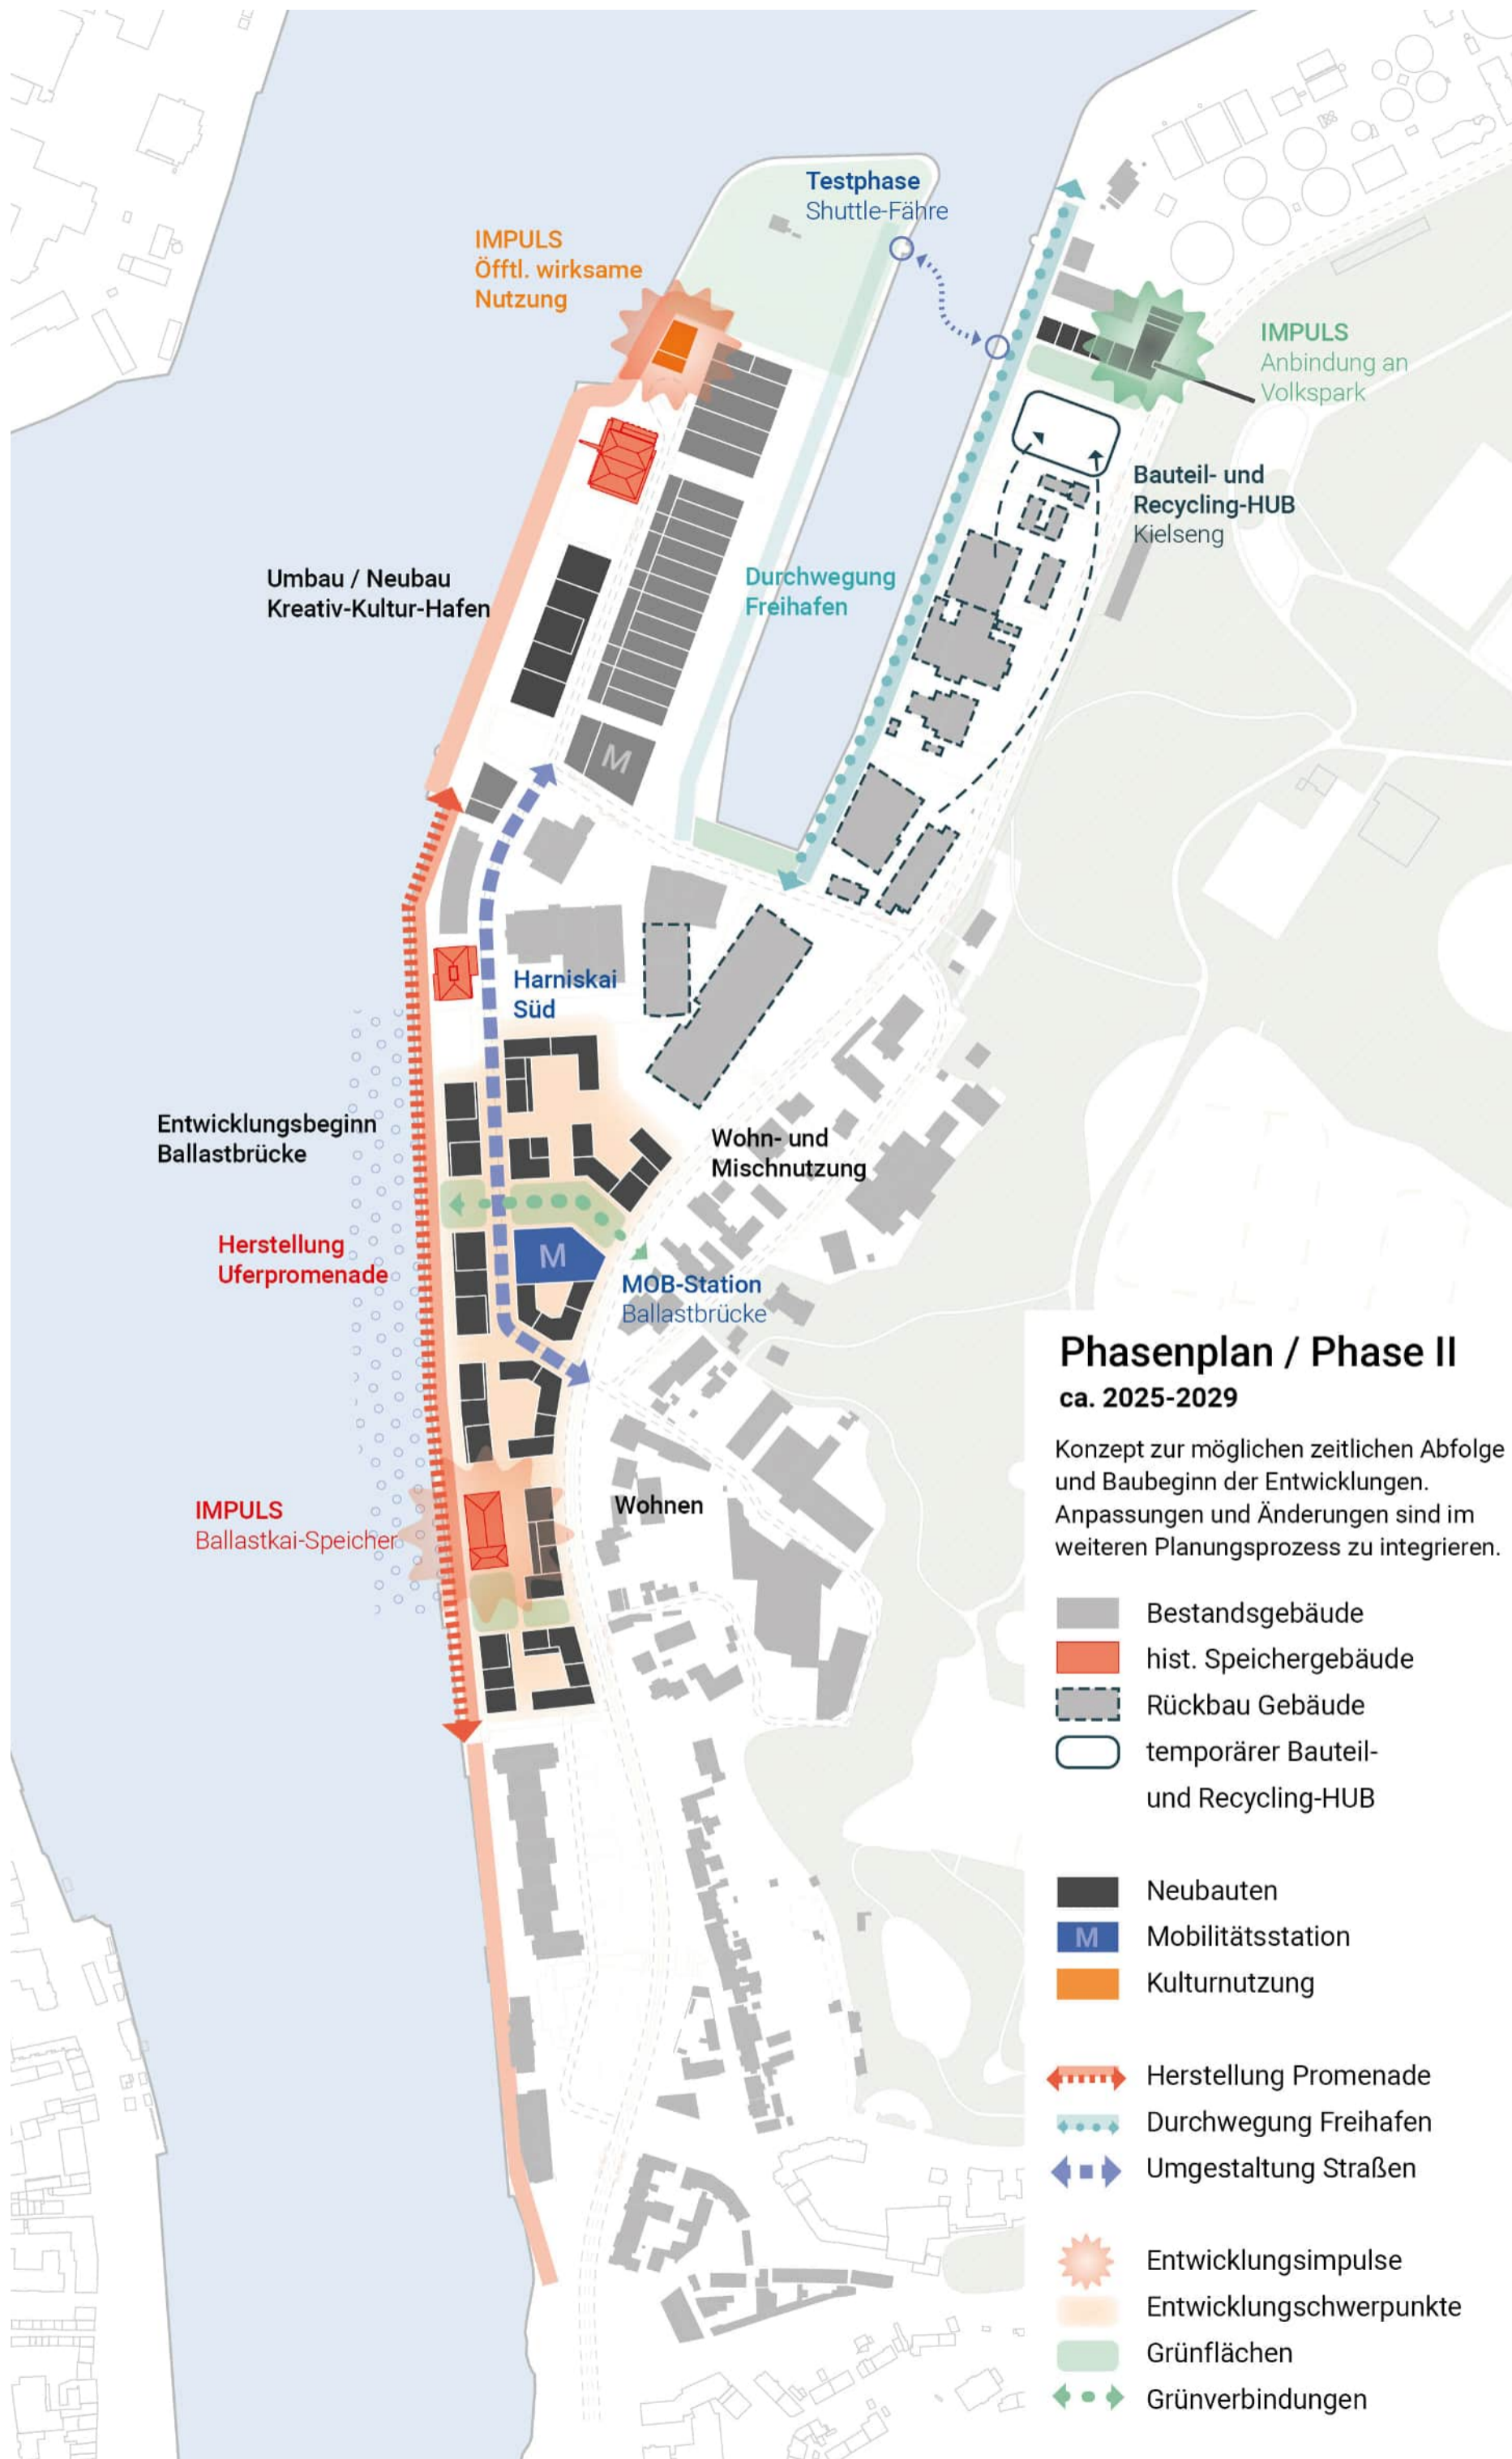 Testphase
Shuttle-Fähre
IMPULS
Öfftl. wirksame
Nutzung
IMPULS
Anbindung an
Volkspark
Bauteil- und
Recycling-HUB
Kielseng
Umbau / Neubau
Kreativ-Kultur-Hafen
Durchwegung
Freihafen
M
Harniskai
Süd
Entwicklungsbeginn
Ballastbrücke
Wohn- und
Mischnutzung
Herstellung
Uferpromenade
M
MOB-Station
Ballastbrücke
IMPULS
Ballastkai-Speicher
Wohnen
Phasenplan / Phase II
ca. 2025-2029
Konzept zur möglichen zeitlichen Abfolge
und Baubeginn der Entwicklungen.
Anpassungen und Änderungen sind im
weiteren Planungsprozess zu integrieren.
Bestandsgebäude
hist. Speichergebäude
Rückbau Gebäude
temporärer Bauteil-
und Recycling-HUB
Neubauten
M Mobilitätsstation
Kulturnutzung
Herstellung Promenade
Durchwegung Freihafen
Umgestaltung Straßen
Entwicklungsimpulse
Entwicklungschwerpunkte
Grünflächen
Grünverbindungen